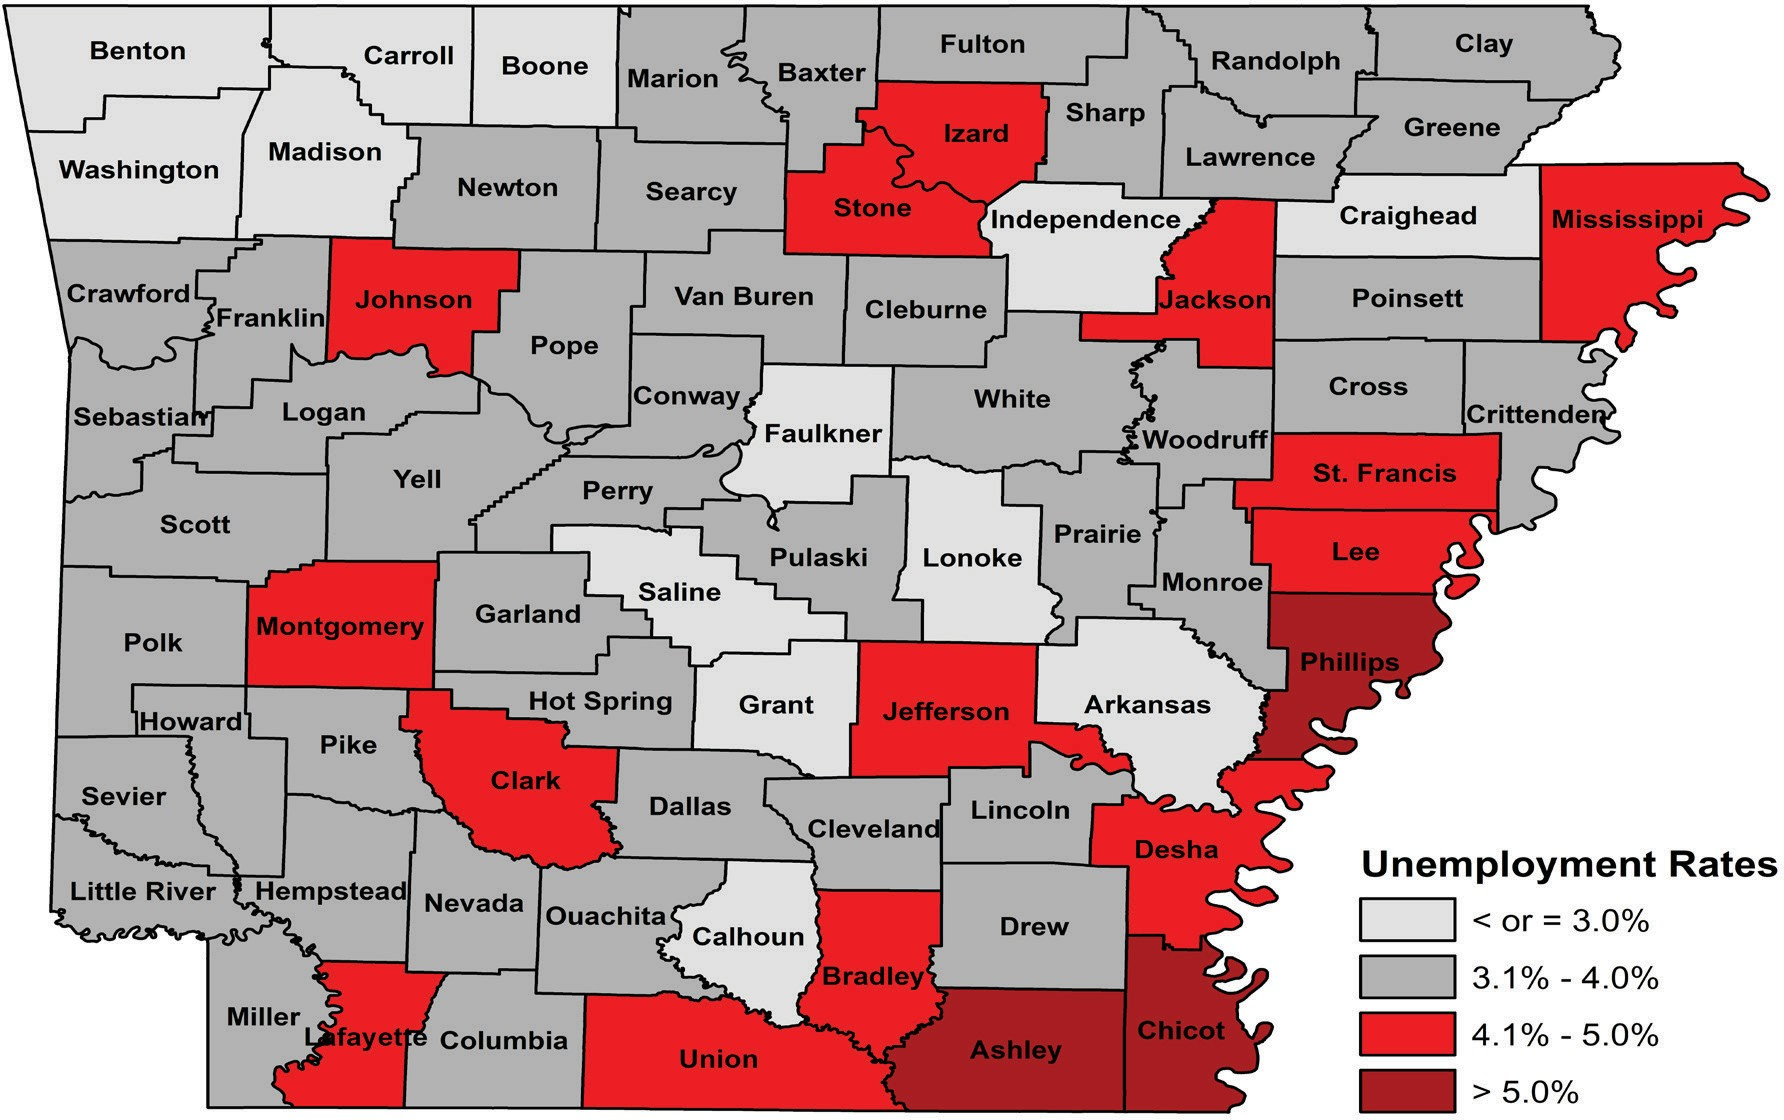 Benton
Carroll
Boone
Marion
Baxter
Fulton
Randolph
Clay
Washington
Madison
Newton
Searcy
Stone
Izard
Sharp
Lawrence
Greene
Independence
Craighead
Mississippi
Crawford
Franklin
Johnson
Pope
Van Buren
Cleburne
Jackson
Poinsett
Sebastian
Logan
Conway
Faulkner
White
Woodruff
Cross
Crittenden
Scott
Yell
Perry
Pulaski
Lonoke
Prairie
Monroe
St. Francis
Lee
Polk
Montgomery
Garland
Saline
Hot Spring
Grant
Jefferson
Arkansas
Phillips
Howard
Pike
Clark
Dallas
Cleveland
Lincoln
Desha
Sevier
Little River
Hempstead
Nevada
Ouachita
Calhoun
Bradley
Drew
Miller
Lafayette
Columbia
Union
Ashley
Chicot
Unemployment Rates
< or = 3.0%
3.1% - 4.0%
4.1% - 5.0%
> 5.0%